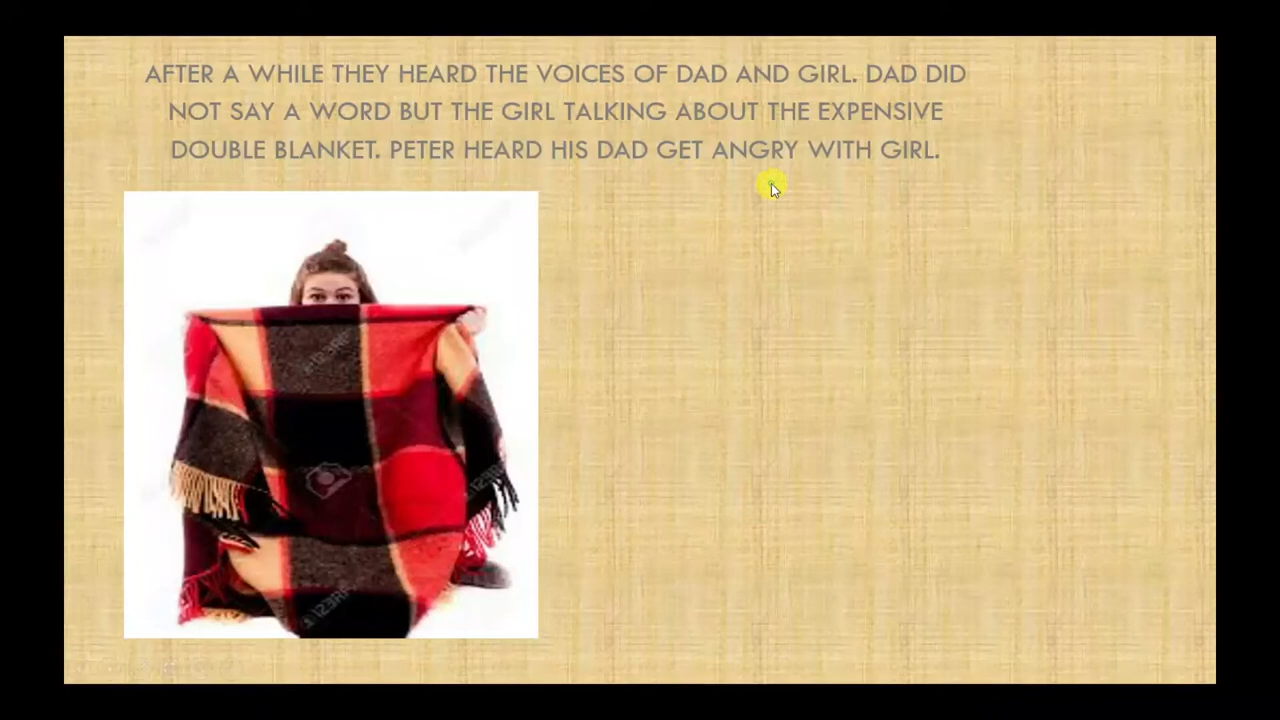 AFTER A WHILE THEY HEARD THE VOICES OF DAD AND GIRL. DAD DID
NOT SAY A WORD BUT THE GIRL TALKING ABOUT THE EXPENSIVE
DOUBLE BLANKET. PETER HEARD HIS DAD GET ANGRY WITH GIRL.